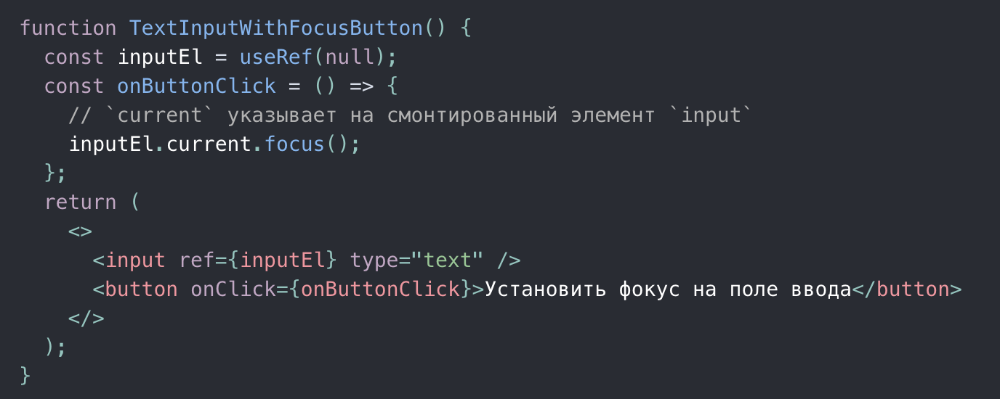 function TextInputWithFocusButton() {
  const inputEl = useRef(null);
  const onButtonClick = () => {
    // `current` указывает на смонтированный элемент `input`
    inputEl.current.focus();
  };
  return (
    <>
      <input ref={inputEl} type="text" />
      <button onClick={onButtonClick}>Установить фокус на поле ввода</button>
    </>
  );
}